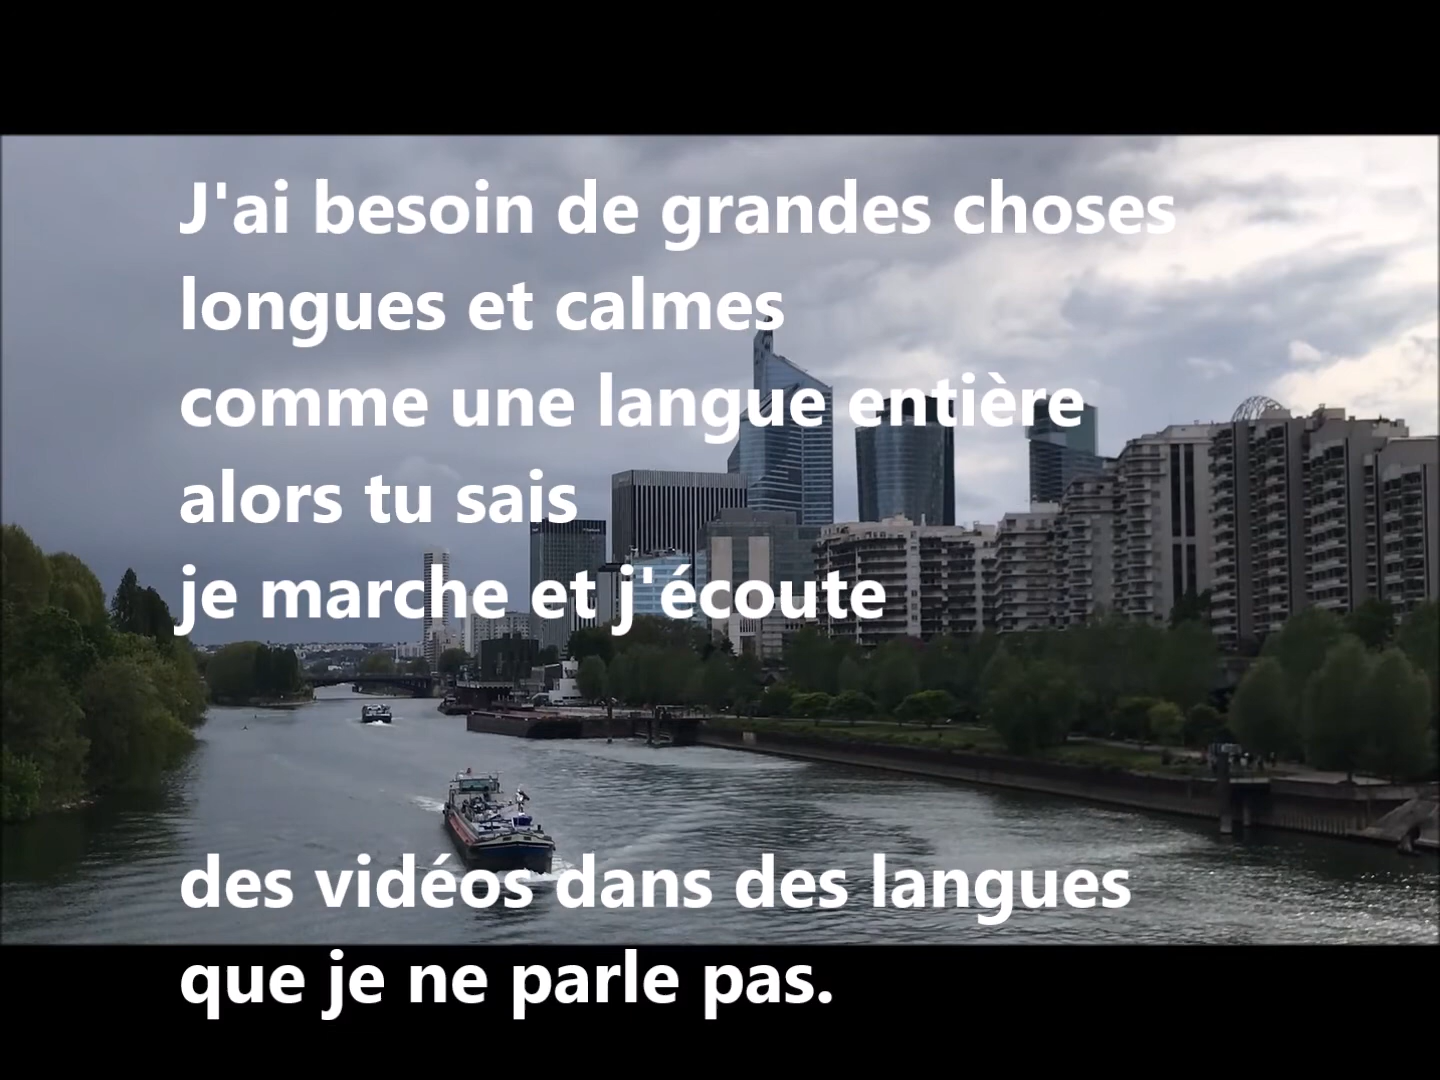 J'ai besoin de grandes choses
longues et calmes
comme une langue entière
alors tu sais
je marche et j'écoute
des vidéos dans des langues
que je ne parle pas.